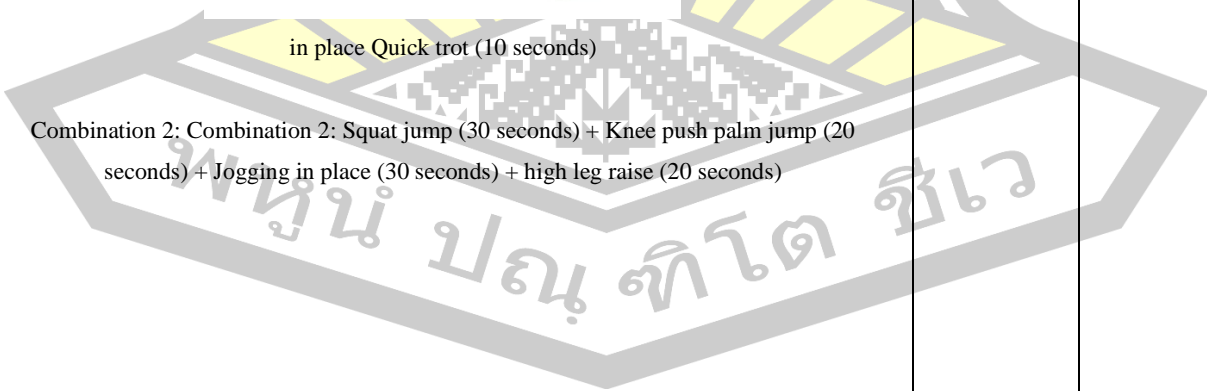 in place Quick trot (10 seconds)
Combination 2: Combination 2: Squat jump (30 seconds) + Knee push palm jump (20
seconds) + Jogging in place (30 seconds) + high leg raise (20 seconds)
พหูนํ ปณฺฑิโต ชีเว